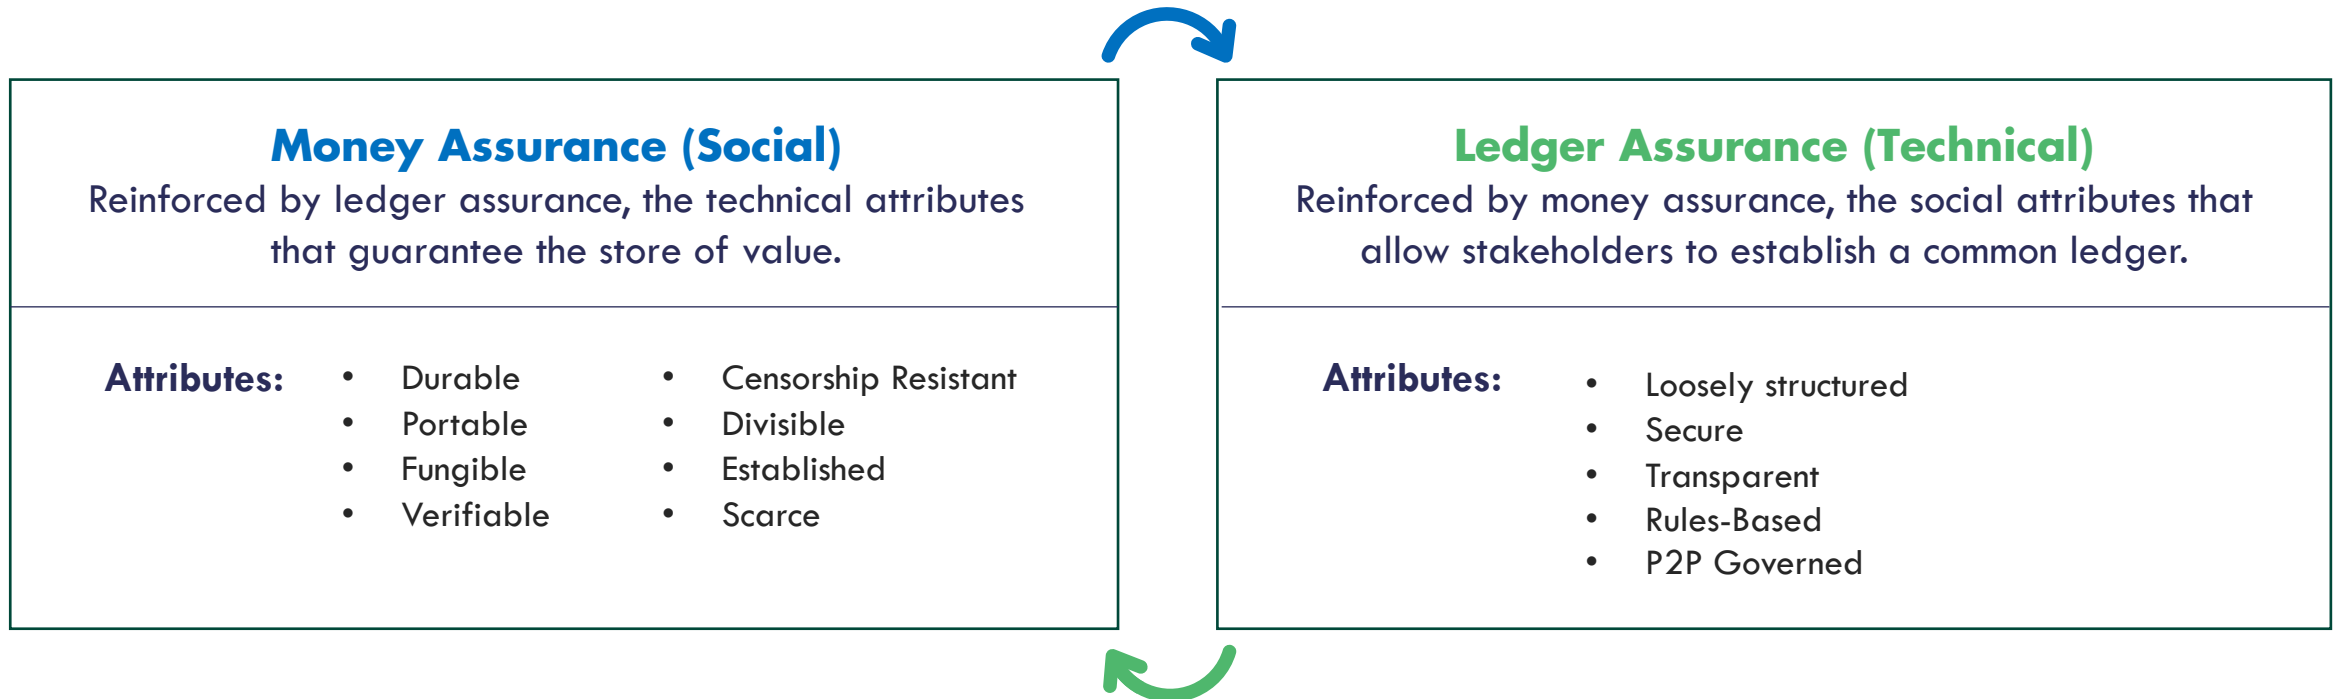 Money Assurance (Social)
Reinforced by ledger assurance, the technical attributes
that guarantee the store of value.
Attributes:
• Durable
• Portable
• Fungible
• Verifiable
• Censorship Resistant
• Divisible
• Established
• Scarce
Ledger Assurance (Technical)
Reinforced by money assurance, the social attributes that
allow stakeholders to establish a common ledger.
Attributes:
• Loosely structured
• Secure
• Transparent
• Rules-Based
• P2P Governed